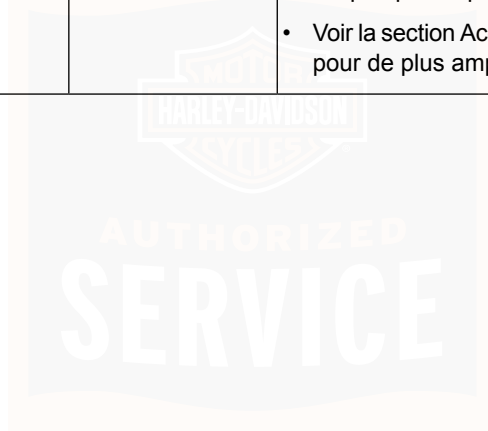 • Voir la section Ac
pour de plus amp
MOTOR
HARLEY-DAVIDSON
CYCLES
AUTHORIZED
SERVICE